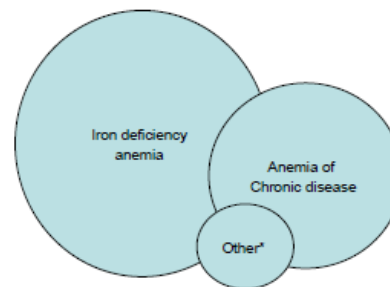 Iron deficiency
anemia
Anemia of
Chronic disease
Other*